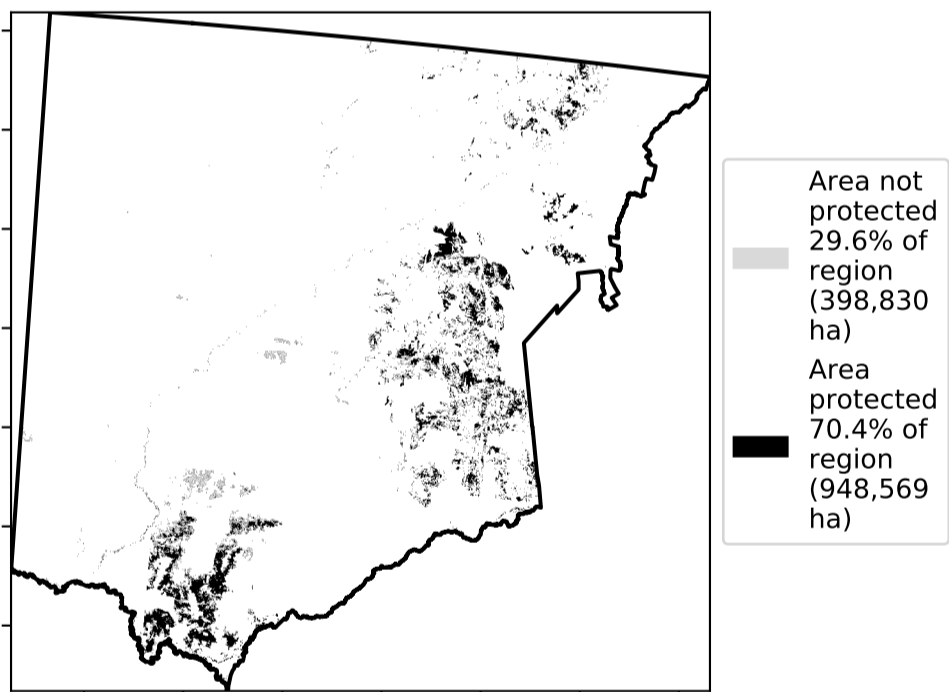 Area not
protected
29.6% of
region
(398,830
ha)
Area
protected
70.4% of
region
(948,569
ha)